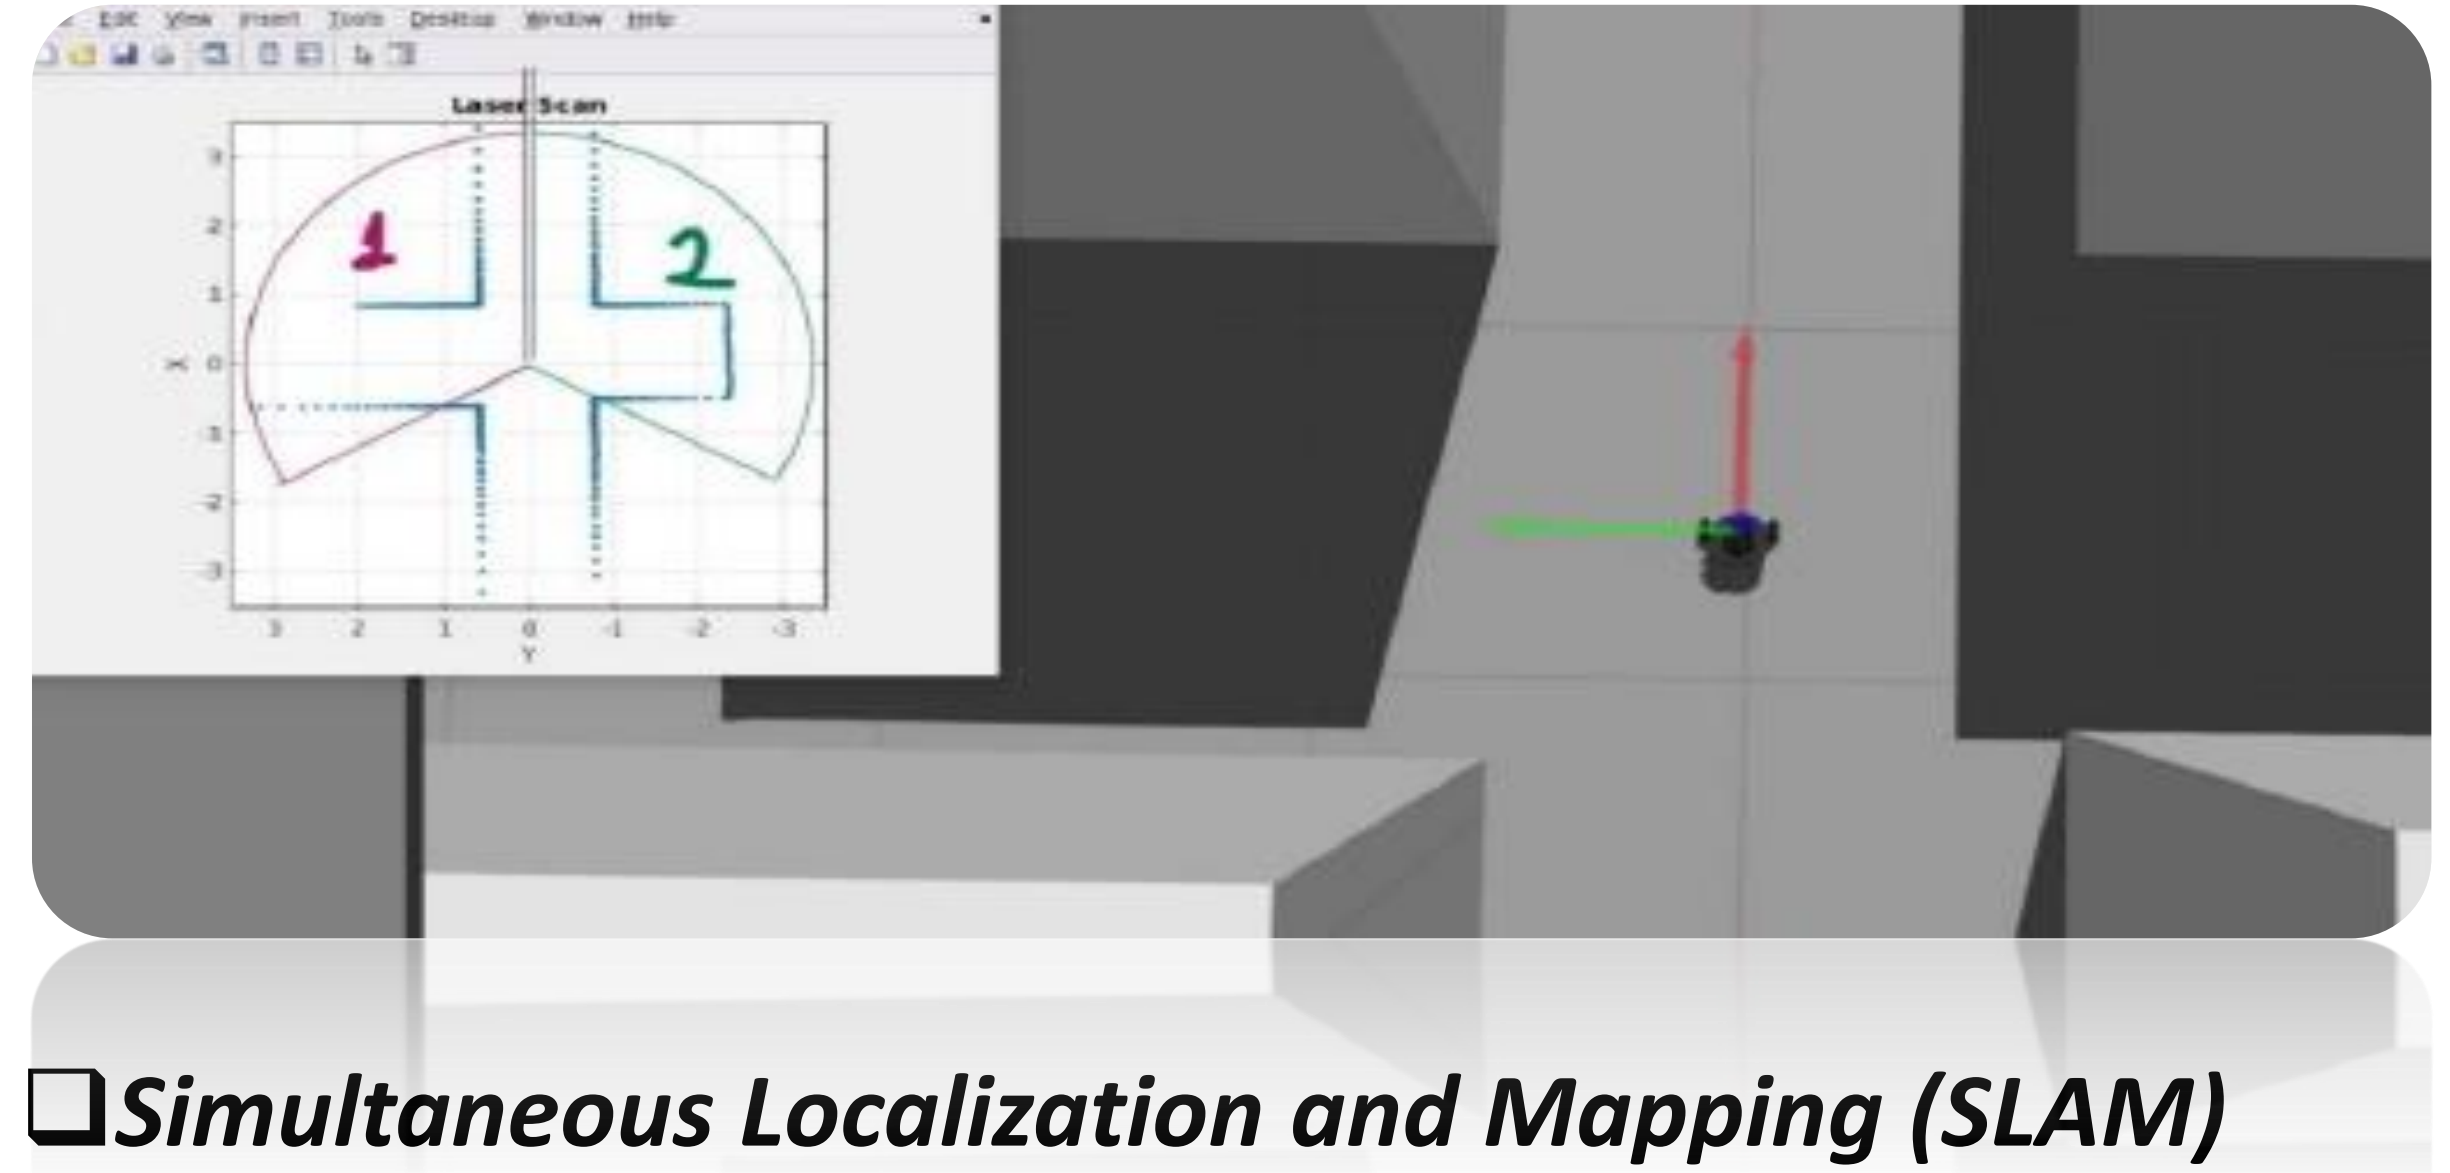 Edit View Insert Tools Desktop Window Help
Laser Scan
1
2
3
2
1
0
-1
-2
-3
X
3 2 1 0 -1 -2 -3
Y
Simultaneous Localization and Mapping (SLAM)